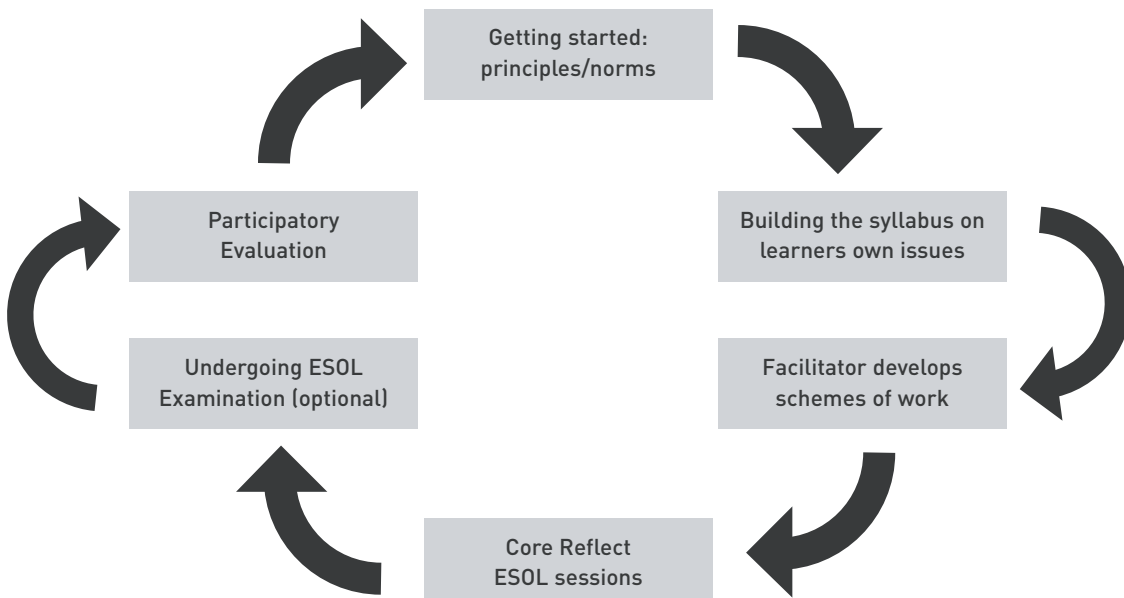 Getting started:
principles/norms
Building the syllabus on
learners own issues
Facilitator develops
schemes of work
Core Reflect
ESOL sessions
Undergoing ESOL
Examination (optional)
Participatory
Evaluation